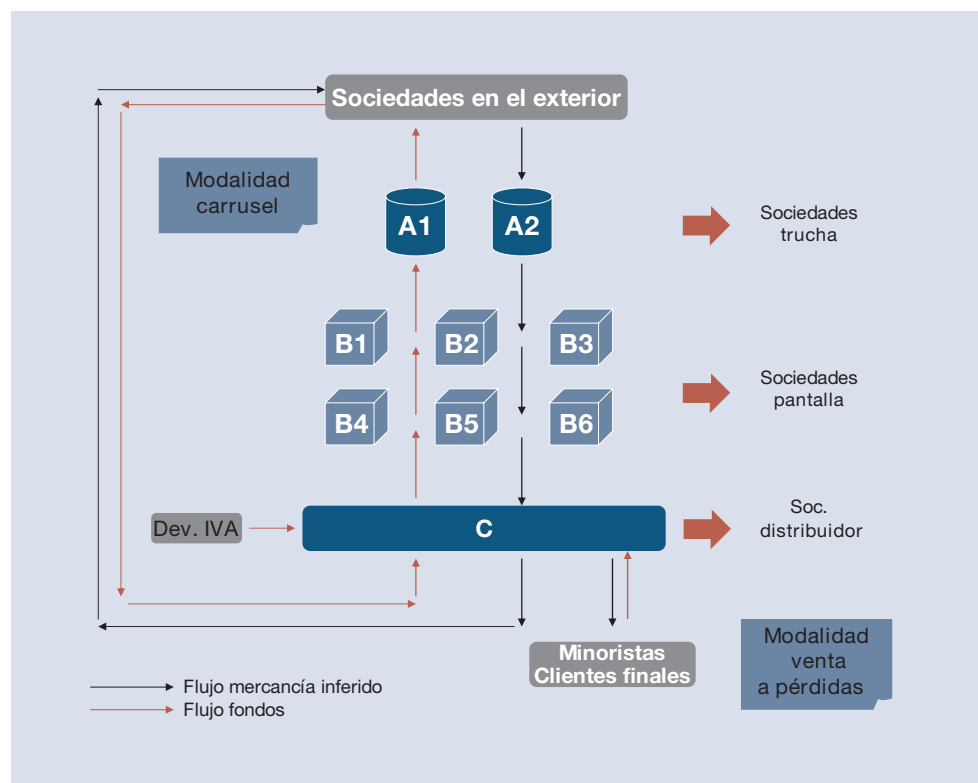 Sociedades en el exterior
Modalidad
carrusel
A1
A2
Sociedades
trucha
B1
B2
B3
B4
B5
B6
Sociedades
pantalla
Dev. IVA
C
Soc.
distribuidor
Minoristas
Clientes finales
Modalidad
venta
a pérdidas
Flujo mercancía inferido
Flujo fondos